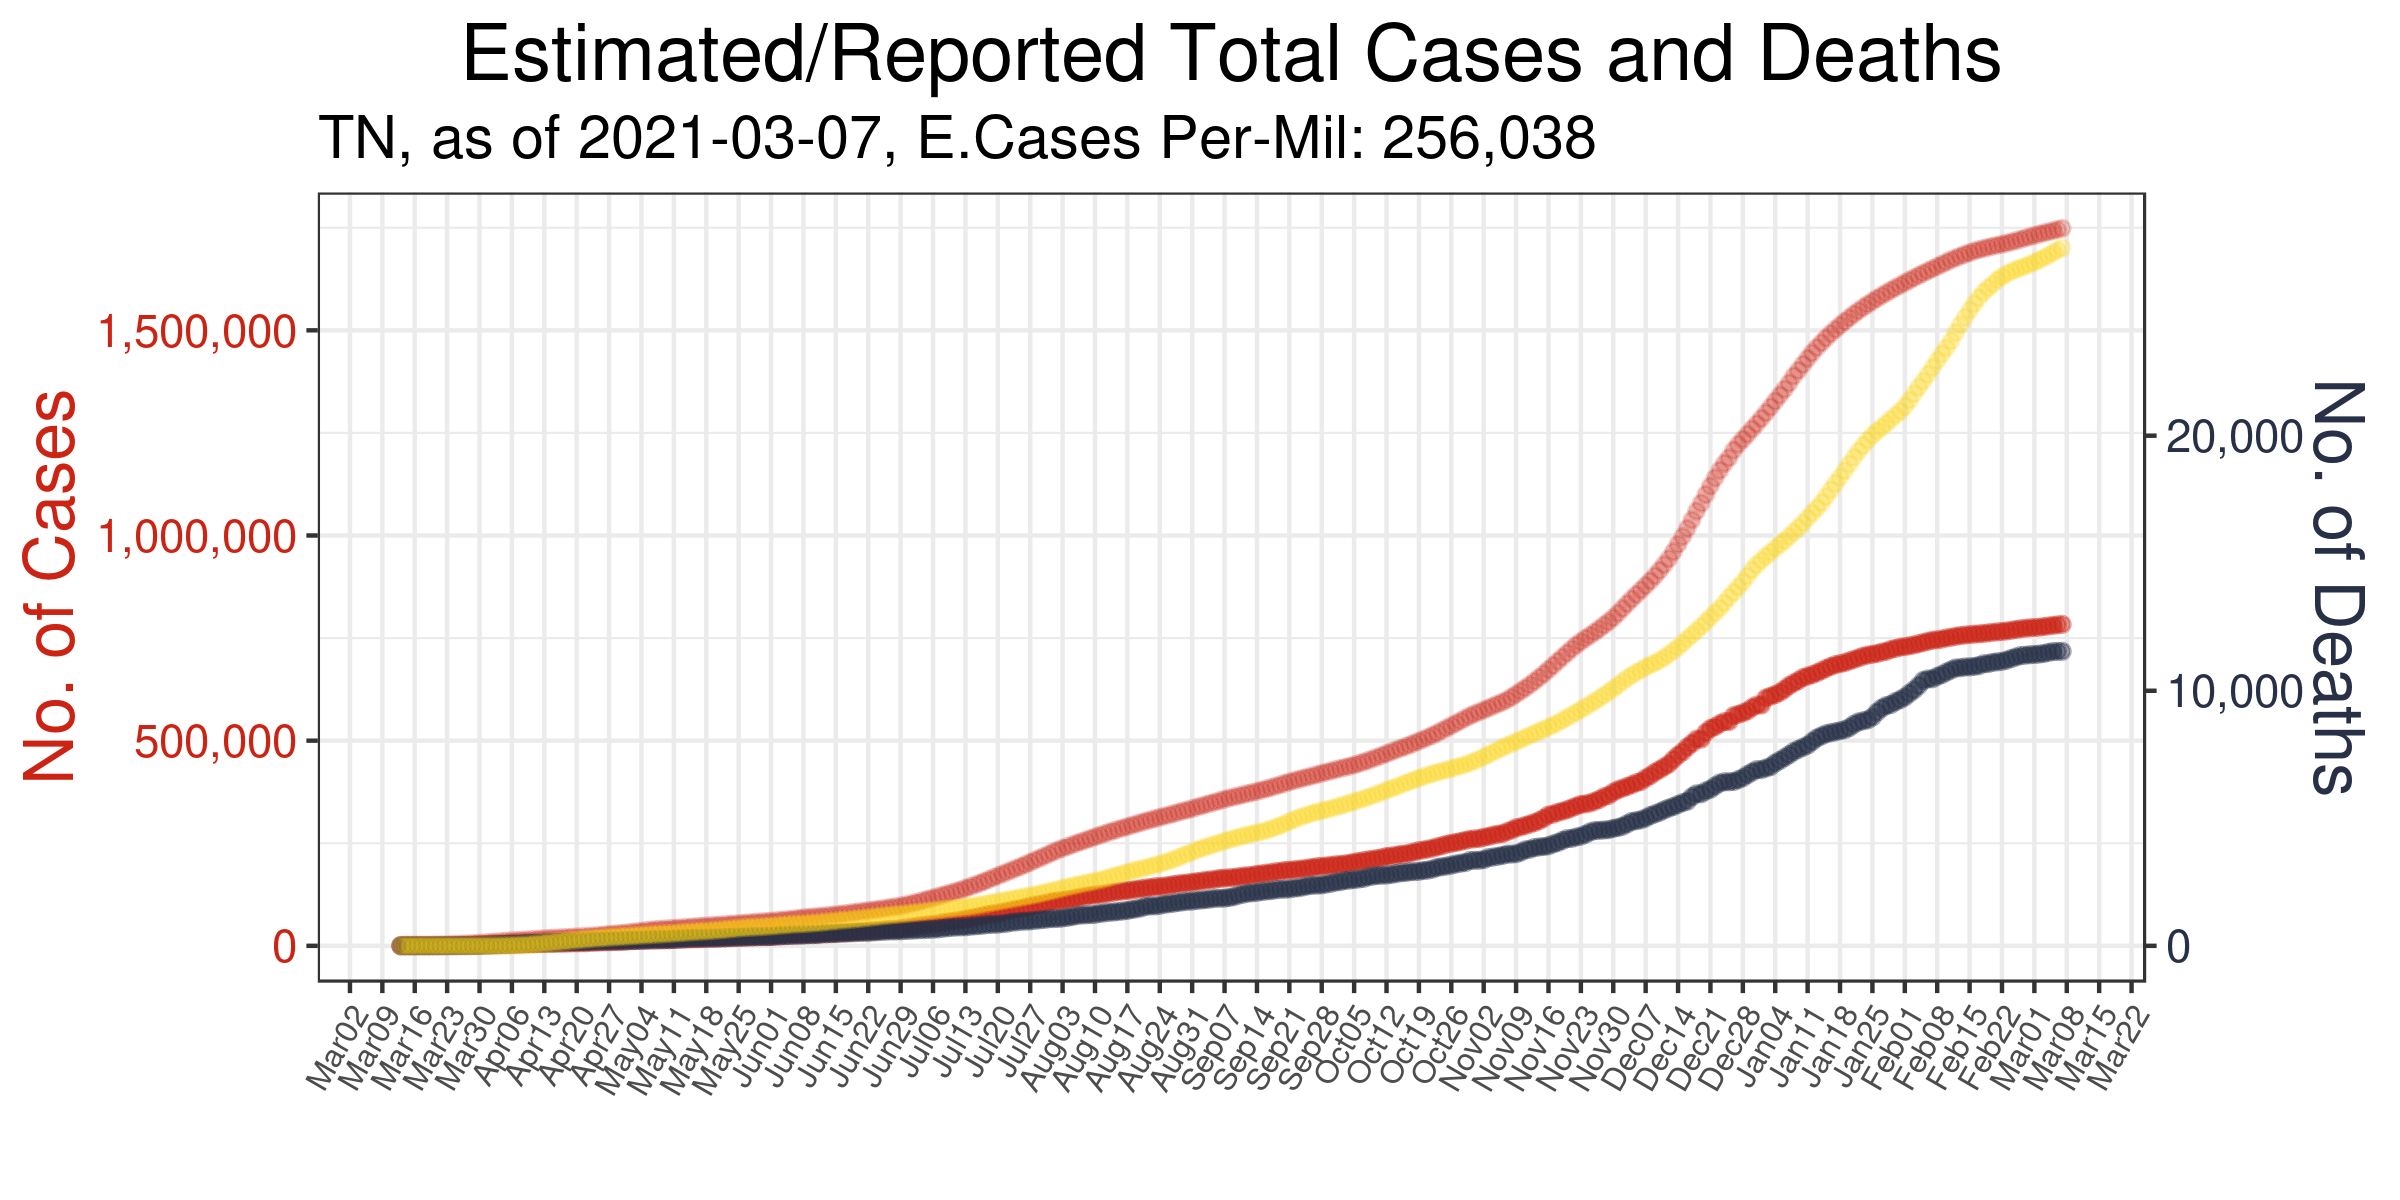 Estimated/Reported Total Cases and Deaths
TN, as of 2021-03-07, E.Cases Per-Mil: 256,038
No. of Cases
1,500,000
1,000,000
500,000
0
20,000
10,000
0
No. of Deaths
Mar02 Mar09 Mar16 Mar23 Mar30 Apr06 Apr13 Apr20 Apr27 May04 May11 May18 May25 Jun01 Jun08 Jun15 Jun22 Jun29 Jul06 Jul13 Jul20 Jul27 Aug03 Aug10 Aug17 Aug24 Aug31 Sep07 Sep14 Sep21 Sep28 Oct05 Oct12 Oct19 Oct26 Nov02 Nov09 Nov16 Nov23 Nov30 Dec07 Dec14 Dec21 Dec28 Jan04 Jan11 Jan18 Jan25 Feb01 Feb08 Feb15 Feb22 Mar01 Mar08 Mar15 Mar22